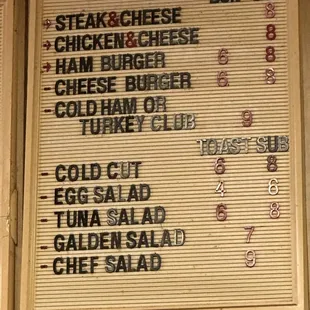 STEAK&CHEESE 8
CHICKEN&CHEESE 8
HAM BURGER 6 8
- CHEESE BURGER 6 8
- COLD HAM OR
TURKEY CLUB 9
TOAST SUB
- COLD CUT 6 8
- EGG SALAD 4 6
- TUNA SALAD 6 8
- GALDEN SALAD 7
- CHEF SALAD 9